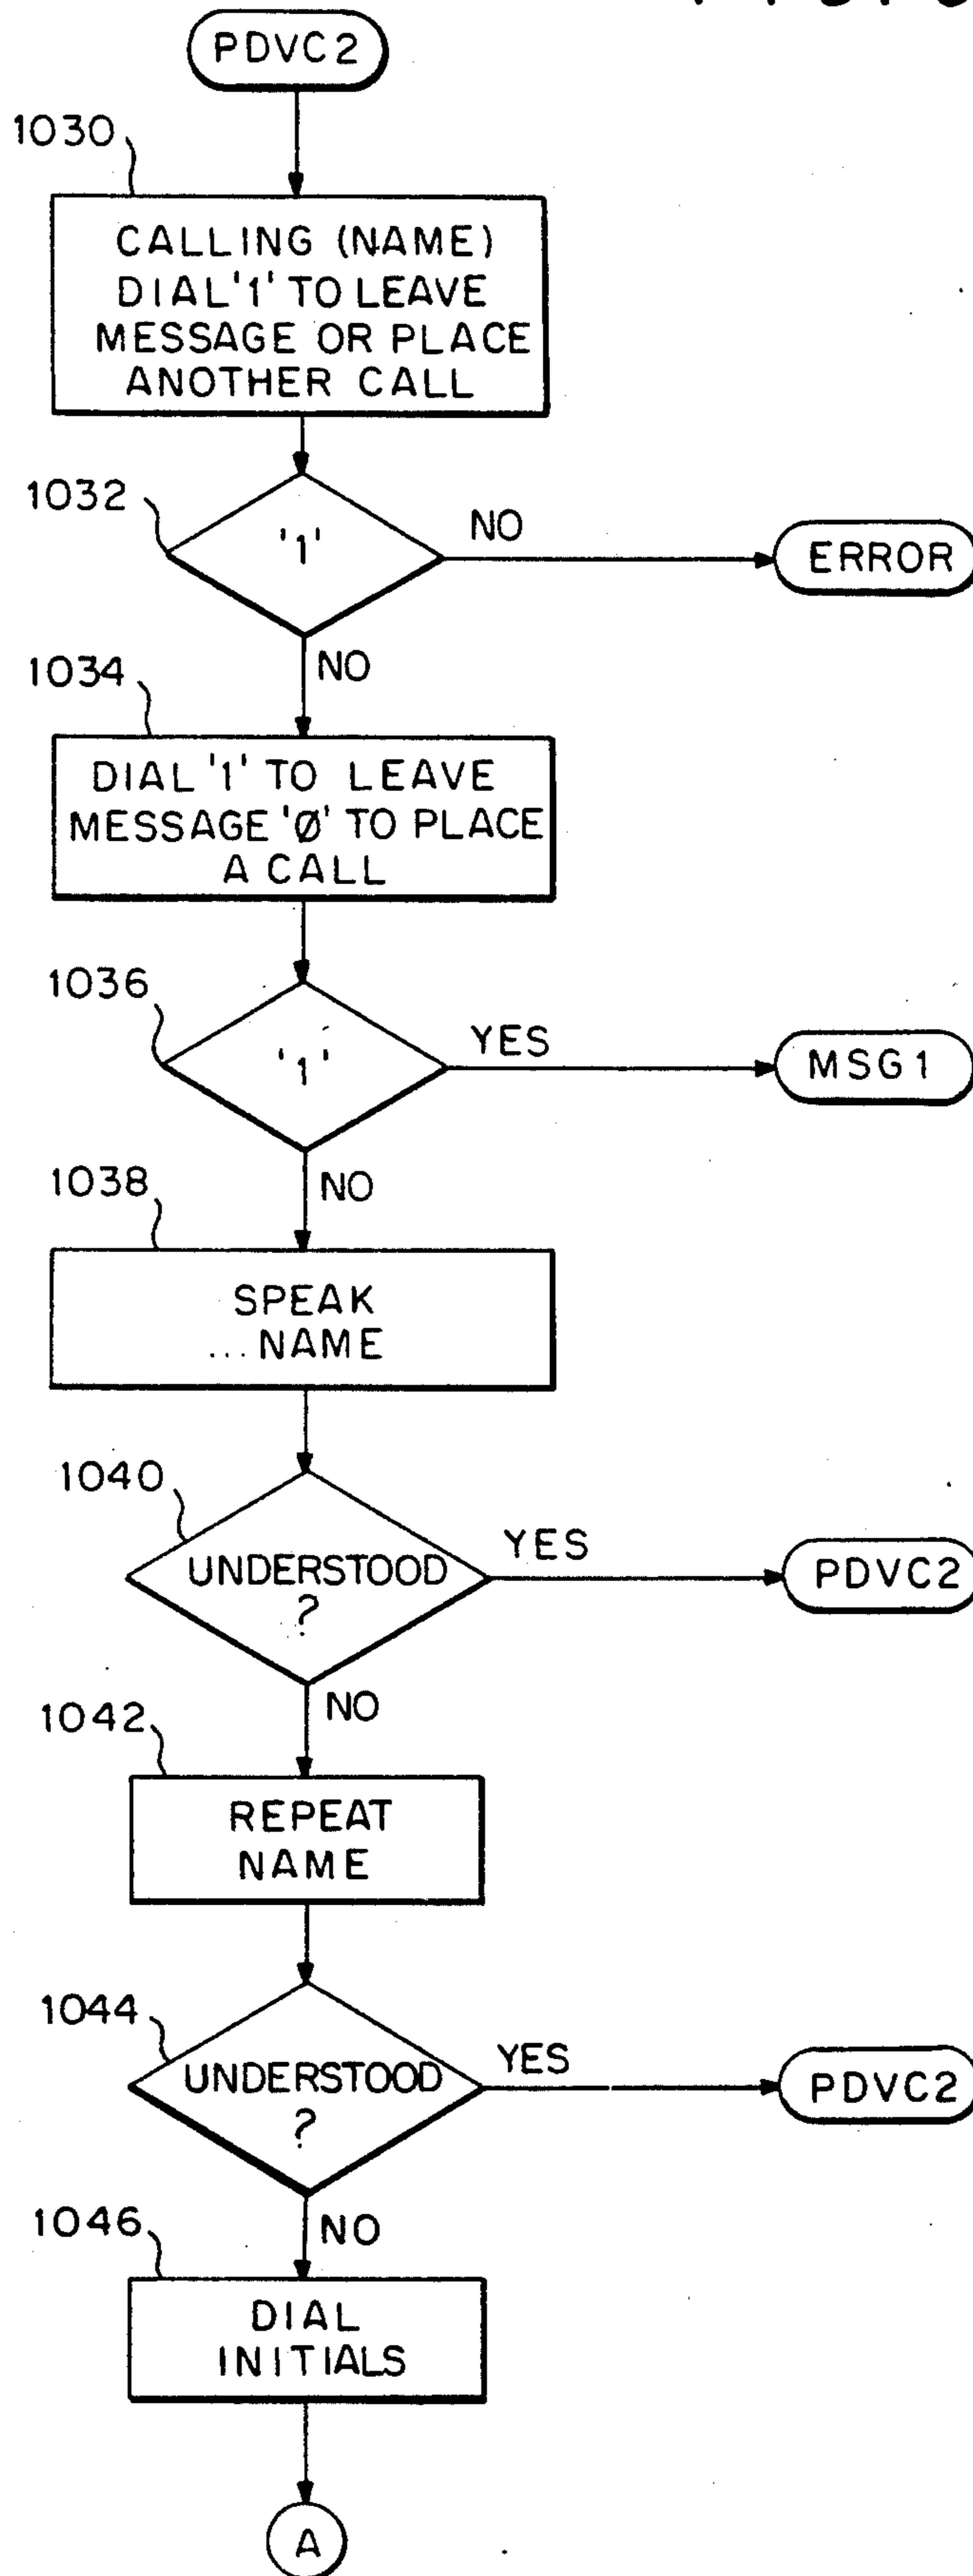 PDVC2
1030
CALLING (NAME)
DIAL '1' TO LEAVE
MESSAGE OR PLACE
ANOTHER CALL
1032
'1'
NO
ERROR
NO
1034
DIAL '1' TO LEAVE
MESSAGE 'Ø' TO PLACE
A CALL
1036
'1'
YES
MSG1
NO
1038
SPEAK
...NAME
1040
UNDERSTOOD
?
YES
PDVC2
NO
1042
REPEAT
NAME
1044
UNDERSTOOD
?
YES
PDVC2
NO
1046
DIAL
INITIALS
A